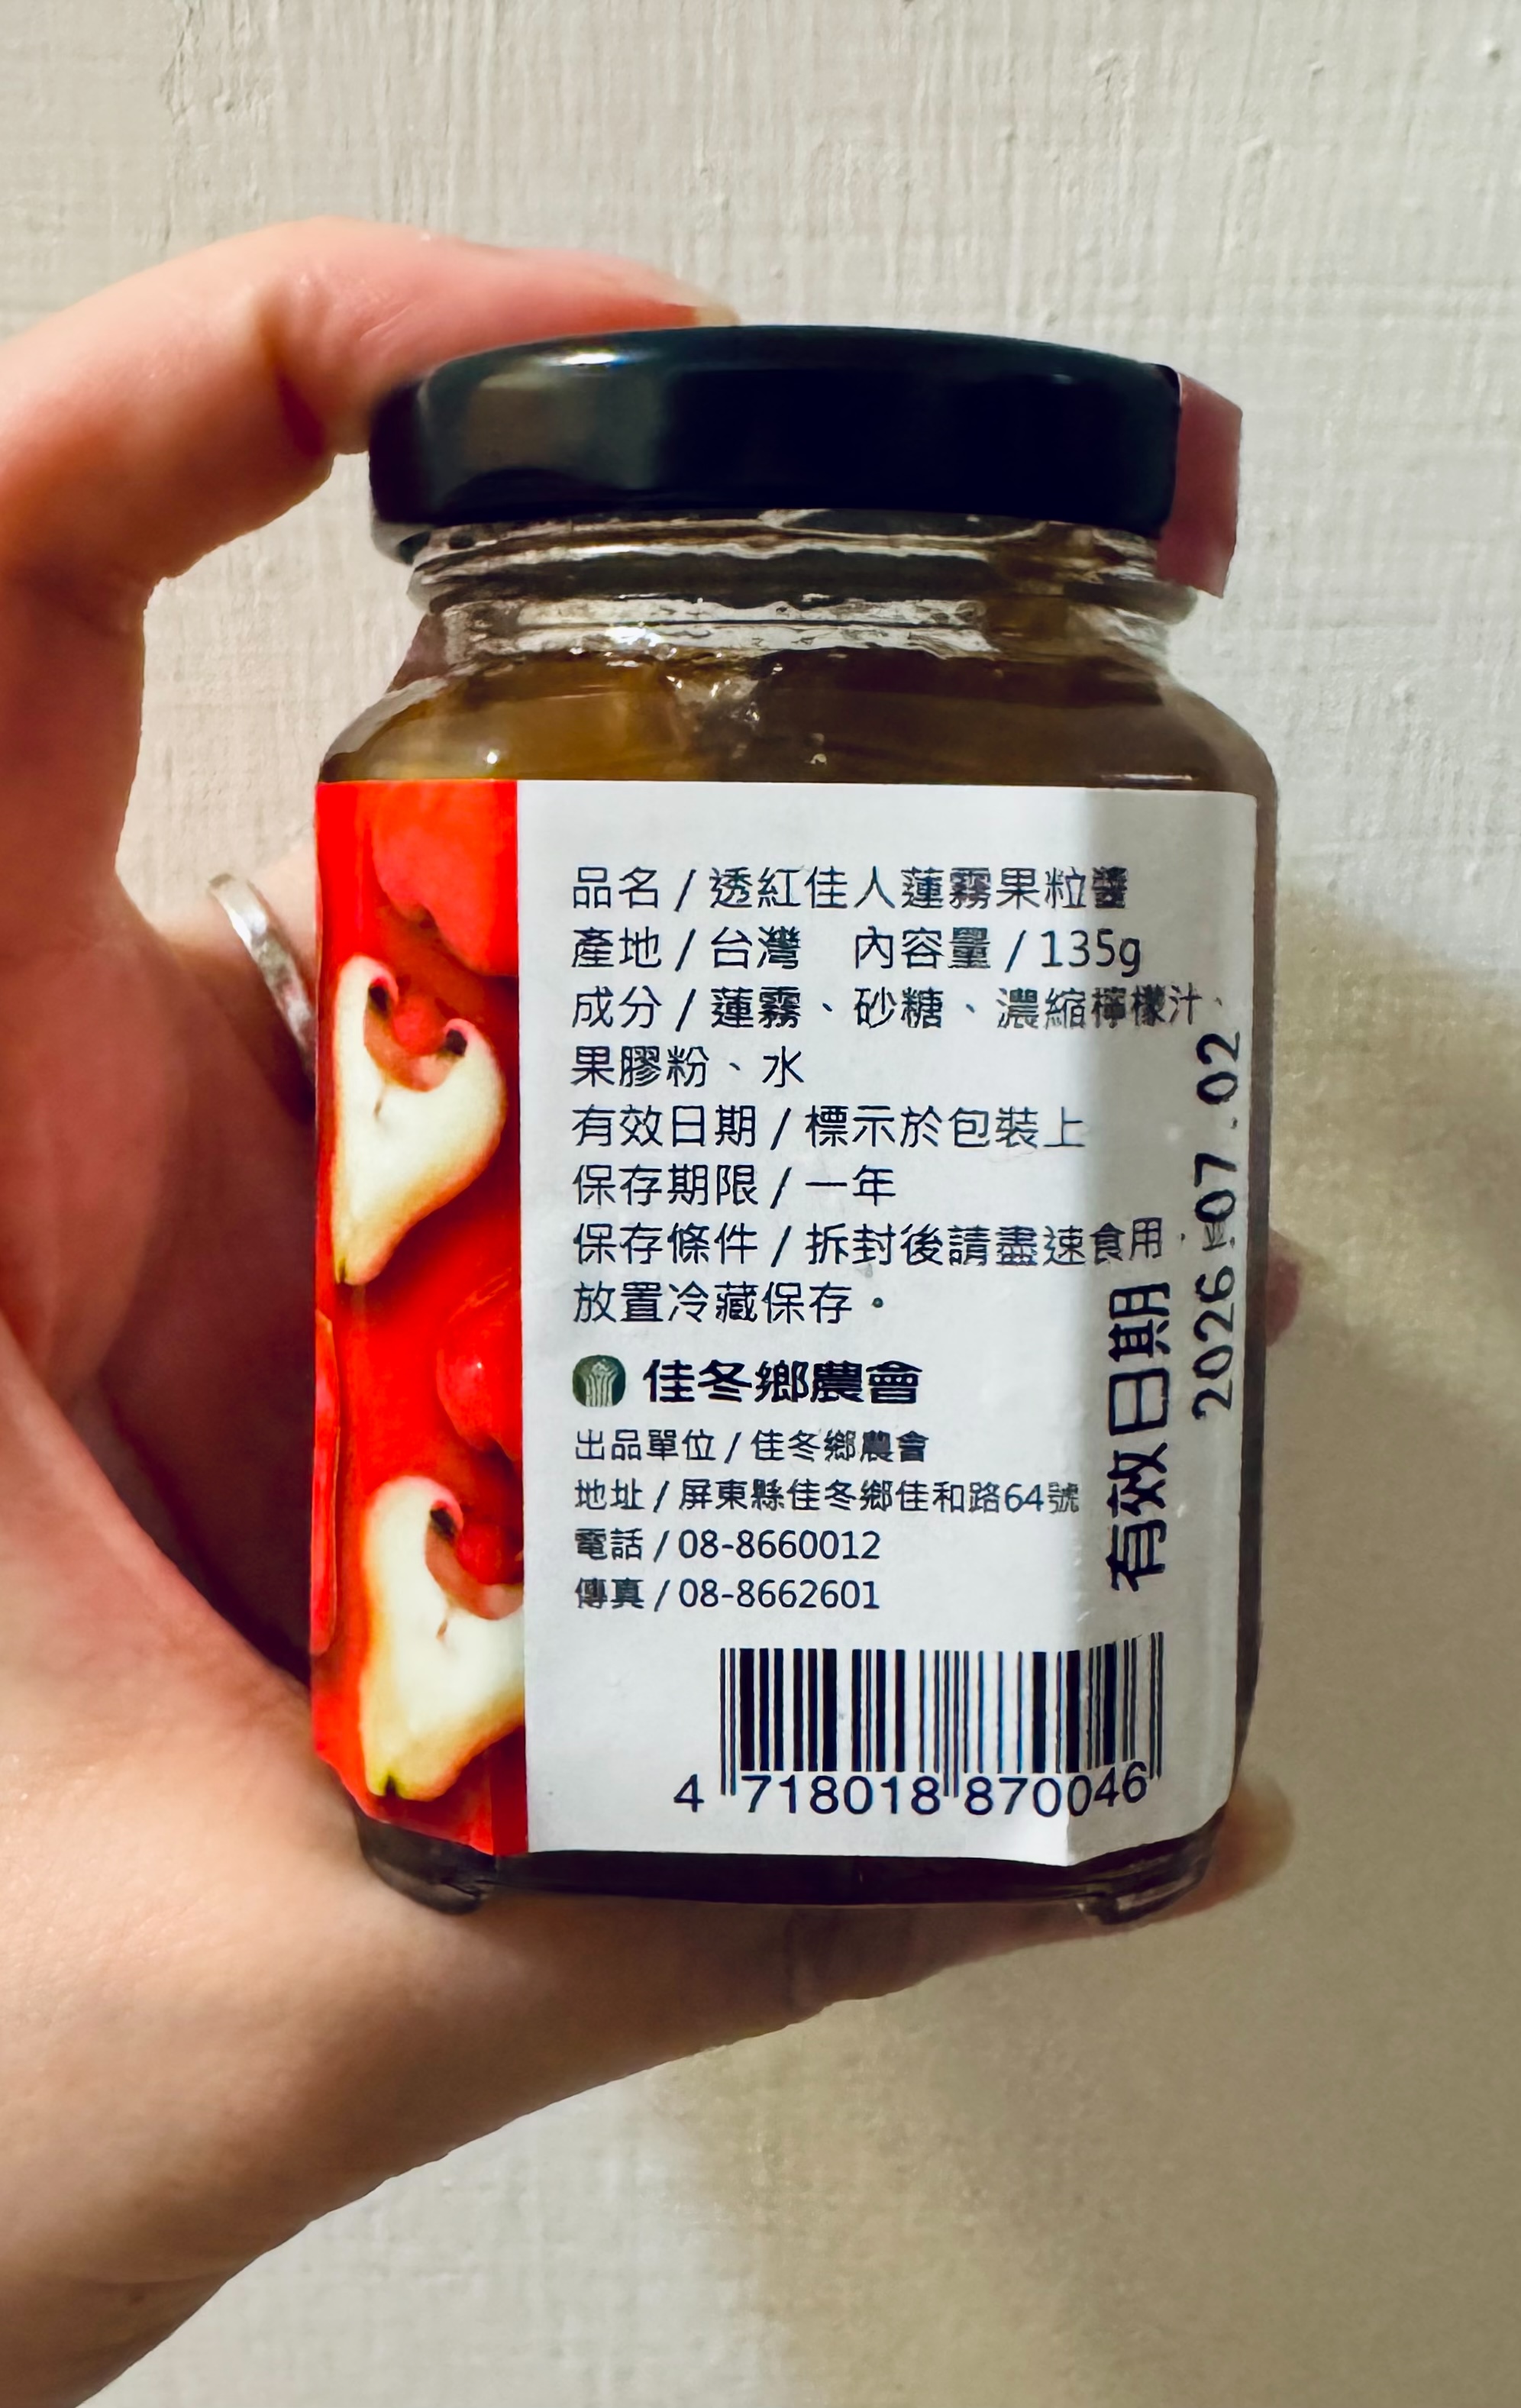 品名 / 透紅佳人蓮霧果粒醬
產地 / 台灣　內容量 / 135g
成分 / 蓮霧、砂糖、濃縮檸檬汁、
果膠粉、水
有效日期 / 標示於包裝上
保存期限 / 一年
保存條件 / 拆封後請盡速食用，
放置冷藏保存。
佳冬鄉農會
出品單位 / 佳冬鄉農會
地址 / 屏東縣佳冬鄉佳和路64號
電話 / 08-8660012
傳真 / 08-8662601
4 718018 870046
有效日期
2026.07.02